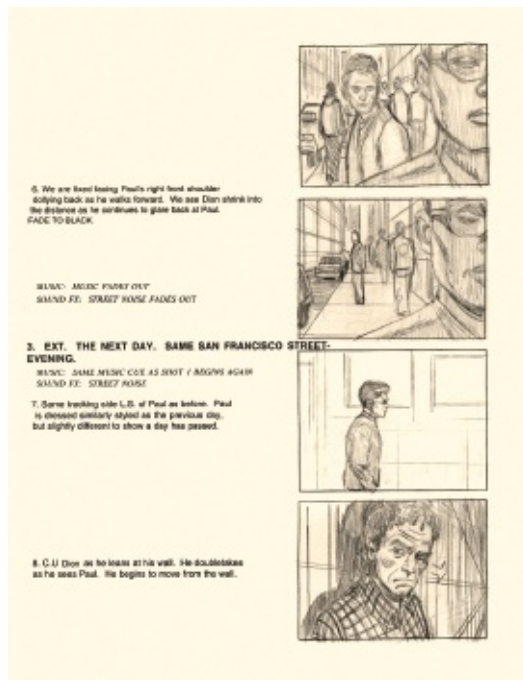 6. We are fixed facing Paul's right front shoulder
dollying back as he walks forward. We see Dion shrink into
the distance as he continues to glare back at Paul.
FADE TO BLACK
MUSIC: MUSIC FADES OUT
SOUND FX: STREET NOISE FADES OUT
3. EXT. THE NEXT DAY. SAME SAN FRANCISCO STREET-
EVENING.
MUSIC: SAME MUSIC CUE AS SHOT 1 BEGINS AGAIN
SOUND FX: STREET NOISE
7. Same tracking side L.S. of Paul as before. Paul
is dressed similarly styled as the previous day,
but slightly different to show a day has passed.
8. C.U Dion as he leans at his wall. He doubletakes
as he sees Paul. He begins to move from the wall.